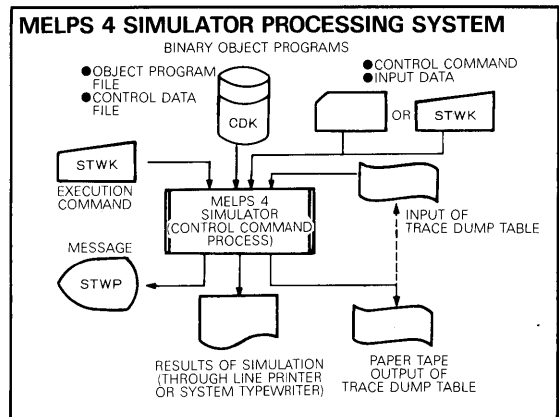 MELPS 4 SIMULATOR PROCESSING SYSTEM
BINARY OBJECT PROGRAMS
●OBJECT PROGRAM
FILE
●CONTROL DATA
FILE
CDK
●CONTROL COMMAND
●INPUT DATA
OR
STWK
STWK
EXECUTION
COMMAND
MELPS 4
SIMULATOR
(CONTROL COMMAND
PROCESS)
INPUT OF
TRACE DUMP TABLE
MESSAGE
STWP
RESULTS OF SIMULATION
(THROUGH LINE PRINTER
OR SYSTEM TYPEWRITER)
PAPER TAPE
OUTPUT OF
TRACE DUMP TABLE